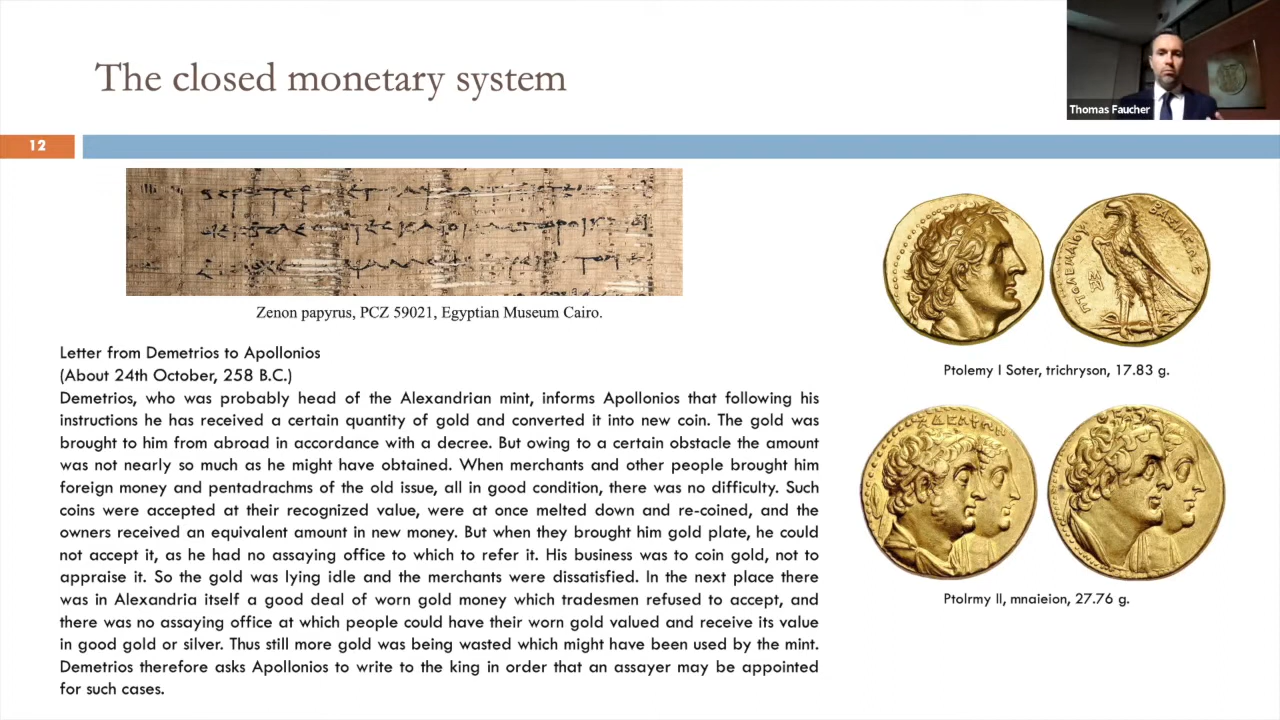 The closed monetary system
Thomas Faucher
12
Zenon papyrus, PCZ 59021, Egyptian Museum Cairo.
Letter from Demetrios to Apollonios
(About 24th October, 258 B.C.)
Demetrios, who was probably head of the Alexandrian mint, informs Apollonios that following his
instructions he has received a certain quantity of gold and converted it into new coin. The gold was
brought to him from abroad in accordance with a decree. But owing to a certain obstacle the amount
was not nearly so much as he might have obtained. When merchants and other people brought him
foreign money and pentadrachms of the old issue, all in good condition, there was no difficulty. Such
coins were accepted at their recognized value, were at once melted down and re-coined, and the
owners received an equivalent amount in new money. But when they brought him gold plate, he could
not accept it, as he had no assaying office to which to refer it. His business was to coin gold, not to
appraise it. So the gold was lying idle and the merchants were dissatisfied. In the next place there
was in Alexandria itself a good deal of worn gold money which tradesmen refused to accept, and
there was no assaying office at which people could have their worn gold valued and receive its value
in good gold or silver. Thus still more gold was being wasted which might have been used by the mint.
Demetrios therefore asks Apollonios to write to the king in order that an assayer may be appointed
for such cases.
ΠΤΟΛΕΜΑΙΟΥ ΒΑΣΙΛΕΩΣ
Ptolemy I Soter, trichryson, 17.83 g.
ΑΔΕΛΦΩΝ
Ptolrmy II, mnaieion, 27.76 g.